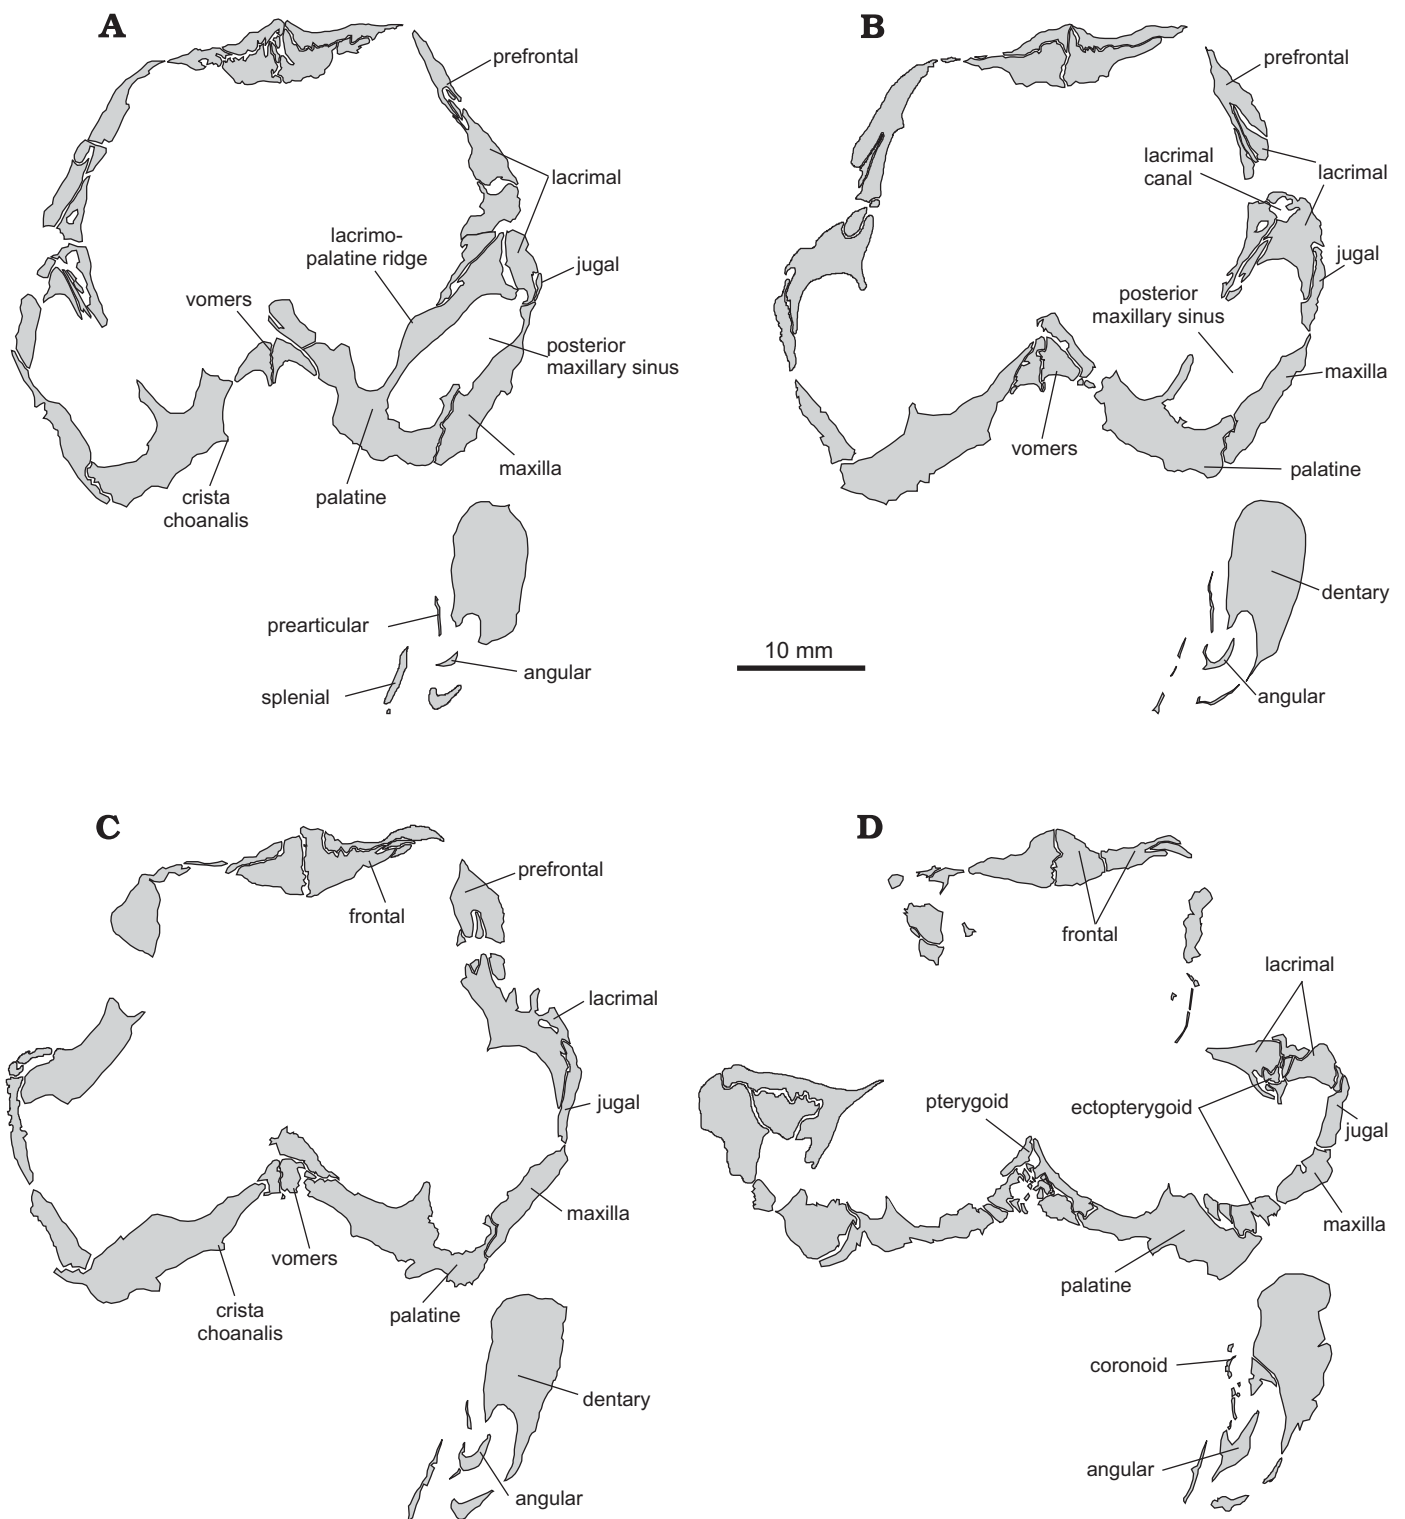 A
prefrontal
lacrimal
lacrimo-
palatine ridge
jugal
vomers
posterior
maxillary sinus
maxilla
crista
choanalis
palatine
prearticular
angular
splenial
B
prefrontal
lacrimal
canal
lacrimal
jugal
posterior
maxillary sinus
maxilla
vomers
palatine
dentary
angular
10 mm
C
prefrontal
frontal
lacrimal
jugal
maxilla
vomers
crista
choanalis
palatine
dentary
angular
D
frontal
lacrimal
pterygoid
ectopterygoid
jugal
maxilla
palatine
coronoid
angular